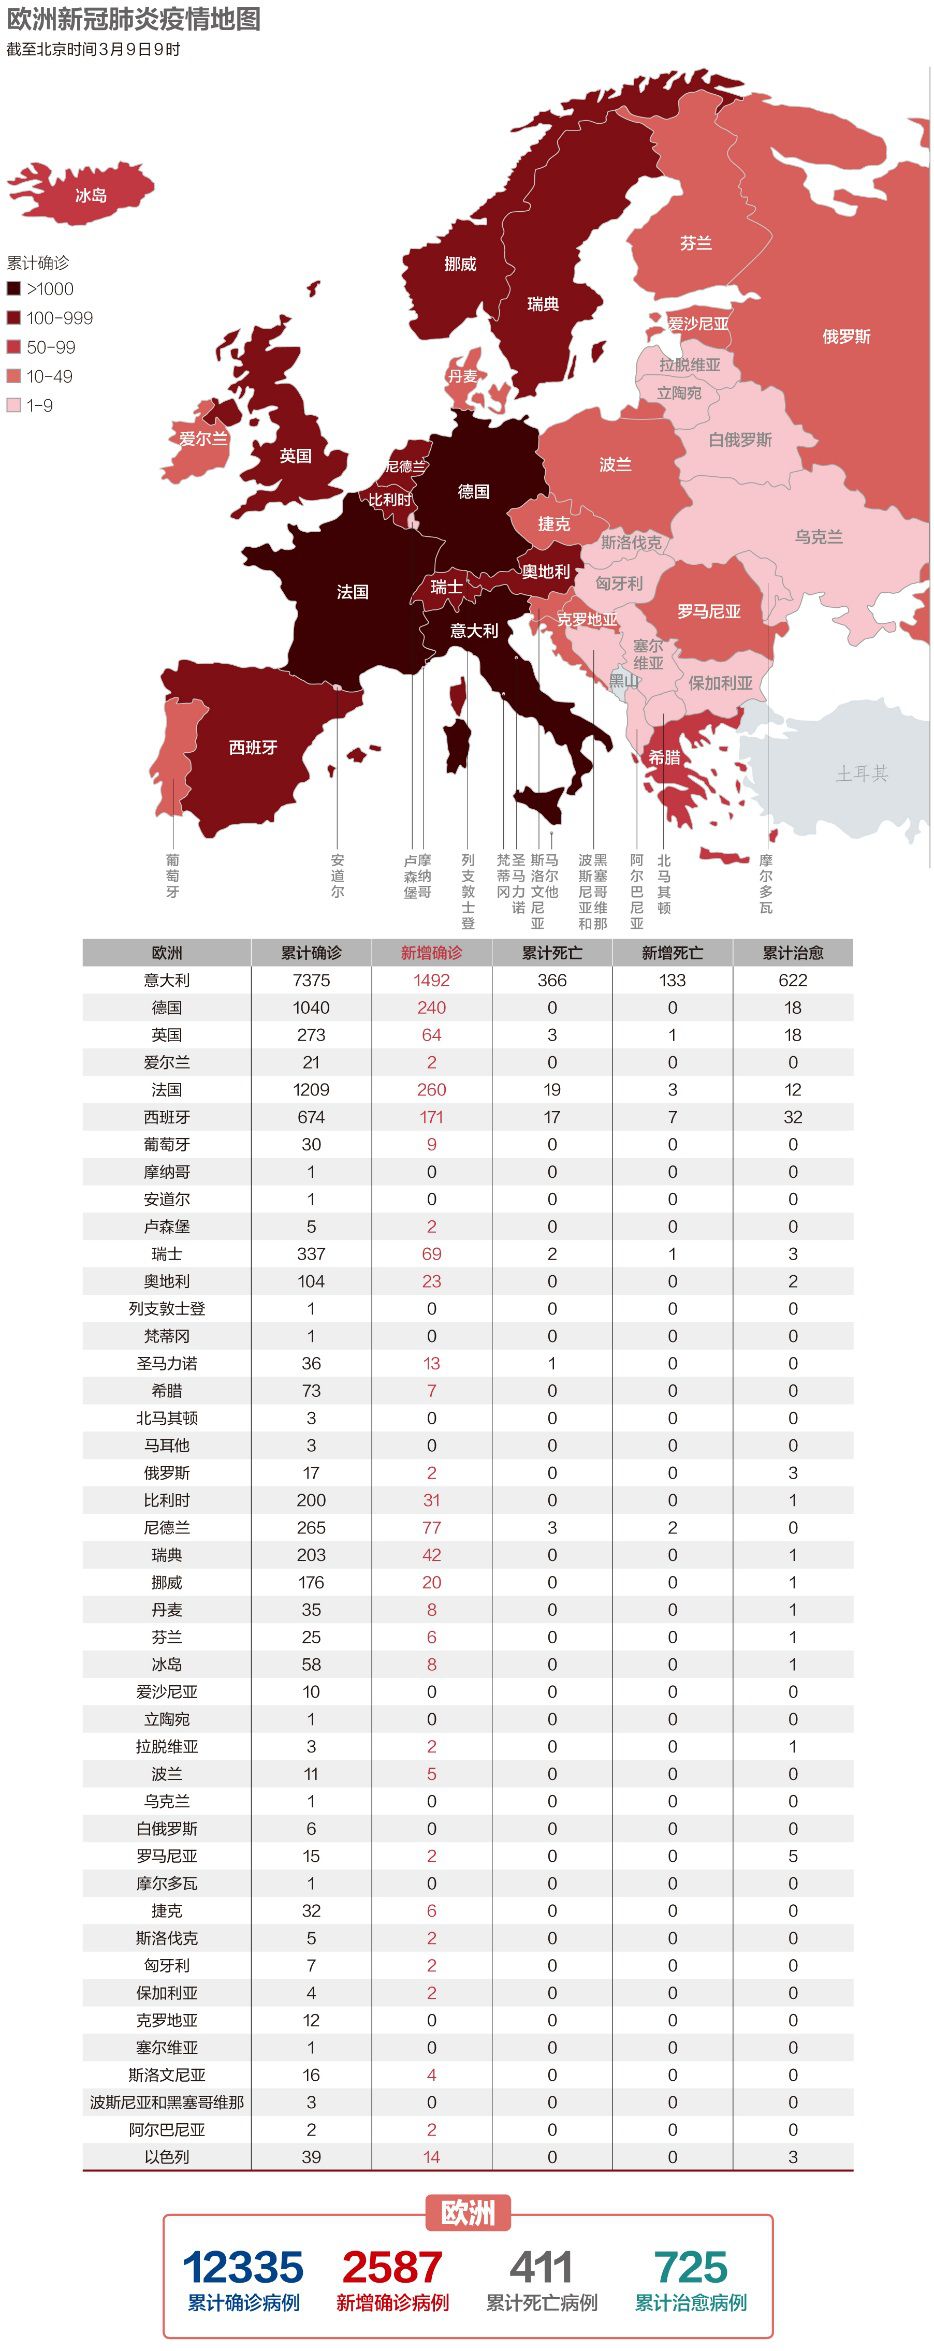 欧洲新冠肺炎疫情地图
截至北京时间3月9日9时
冰岛
累计确诊
>1000
100-999
50-99
10-49
1-9
挪威
瑞典
芬兰
俄罗斯
爱沙尼亚
拉脱维亚
立陶宛
白俄罗斯
丹麦
爱尔兰
英国
尼德兰
比利时
德国
波兰
捷克
斯洛伐克
乌克兰
法国
瑞士
奥地利
匈牙利
意大利
克罗地亚
罗马尼亚
塞尔
维亚
黑山
保加利亚
西班牙
希腊
土耳其
葡萄牙
安道尔
卢森堡
摩纳哥
列支敦士登
梵蒂冈
圣马力诺
斯洛文尼亚
马尔他
波斯尼亚和
黑塞哥维那
阿尔巴尼亚
北马其顿
摩尔多瓦
欧洲 累计确诊 新增确诊 累计死亡 新增死亡 累计治愈
意大利 7375 1492 366 133 622
德国 1040 240 0 0 18
英国 273 64 3 1 18
爱尔兰 21 2 0 0 0
法国 1209 260 19 3 12
西班牙 674 171 17 7 32
葡萄牙 30 9 0 0 0
摩纳哥 1 0 0 0 0
安道尔 1 0 0 0 0
卢森堡 5 2 0 0 0
瑞士 337 69 2 1 3
奥地利 104 23 0 0 2
列支敦士登 1 0 0 0 0
梵蒂冈 1 0 0 0 0
圣马力诺 36 13 1 0 0
希腊 73 7 0 0 0
北马其顿 3 0 0 0 0
马耳他 3 0 0 0 0
俄罗斯 17 2 0 0 3
比利时 200 31 0 0 1
尼德兰 265 77 3 2 0
瑞典 203 42 0 0 1
挪威 176 20 0 0 1
丹麦 35 8 0 0 1
芬兰 25 6 0 0 1
冰岛 58 8 0 0 1
爱沙尼亚 10 0 0 0 0
立陶宛 1 0 0 0 0
拉脱维亚 3 2 0 0 1
波兰 11 5 0 0 0
乌克兰 1 0 0 0 0
白俄罗斯 6 0 0 0 0
罗马尼亚 15 2 0 0 5
摩尔多瓦 1 0 0 0 0
捷克 32 6 0 0 0
斯洛伐克 5 2 0 0 0
匈牙利 7 2 0 0 0
保加利亚 4 2 0 0 0
克罗地亚 12 0 0 0 0
塞尔维亚 1 0 0 0 0
斯洛文尼亚 16 4 0 0 0
波斯尼亚和黑塞哥维那 3 0 0 0 0
阿尔巴尼亚 2 2 0 0 0
以色列 39 14 0 0 3
欧洲
12335 2587 411 725
累计确诊病例 新增确诊病例 累计死亡病例 累计治愈病例